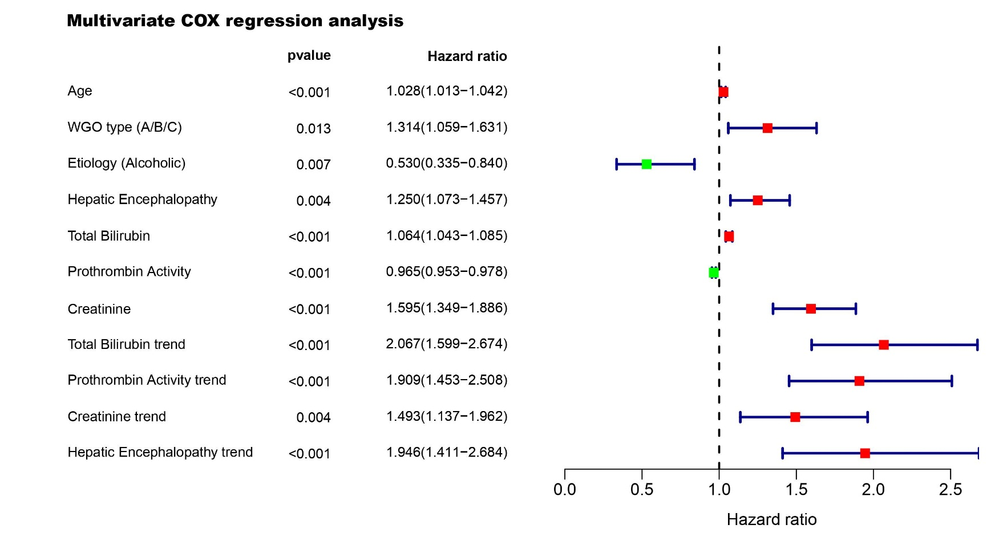 Multivariate COX regression analysis
pvalue Hazard ratio
Age <0.001 1.028(1.013−1.042)
WGO type (A/B/C) 0.013 1.314(1.059−1.631)
Etiology (Alcoholic) 0.007 0.530(0.335−0.840)
Hepatic Encephalopathy 0.004 1.250(1.073−1.457)
Total Bilirubin <0.001 1.064(1.043−1.085)
Prothrombin Activity <0.001 0.965(0.953−0.978)
Creatinine <0.001 1.595(1.349−1.886)
Total Bilirubin trend <0.001 2.067(1.599−2.674)
Prothrombin Activity trend <0.001 1.909(1.453−2.508)
Creatinine trend 0.004 1.493(1.137−1.962)
Hepatic Encephalopathy trend <0.001 1.946(1.411−2.684)
0.0 0.5 1.0 1.5 2.0 2.5
Hazard ratio